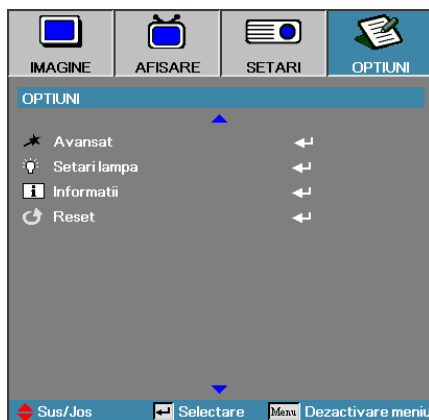 IMAGINE AFISARE SETARI OPTIUNI
OPTIUNI
Avansat
Setari lampa
i Informatii
Reset
Sus/Jos Selectare Menu Dezactivare meniu